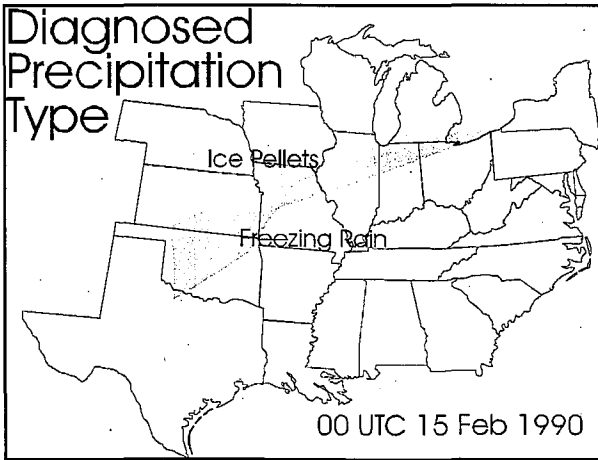 Diagnosed
Precipitation
Type
Ice Pellets
Freezing Rain
00 UTC 15 Feb 1990